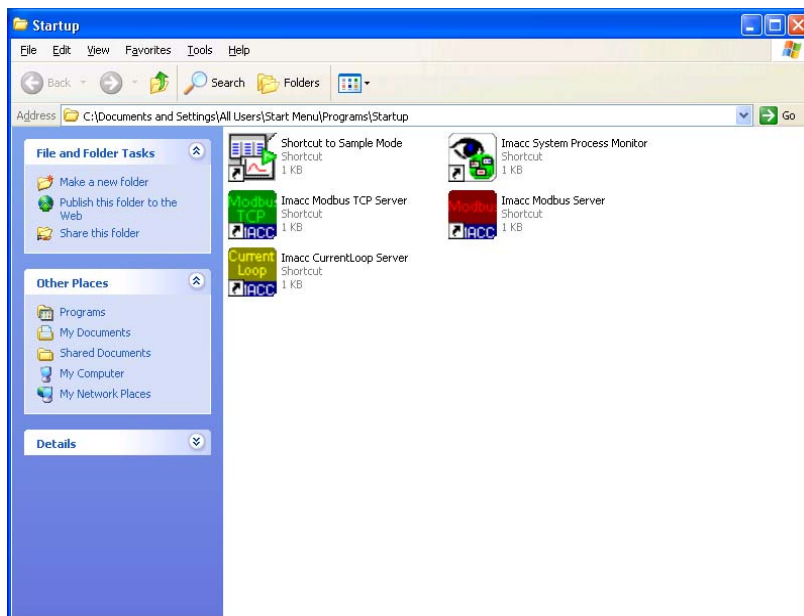 Startup
File Edit View Favorites Tools Help
Back Search Folders
Address C:\Documents and Settings\All Users\Start Menu\Programs\Startup Go
File and Folder Tasks
Make a new folder
Publish this folder to the
Web
Share this folder
Other Places
Programs
My Documents
Shared Documents
My Computer
My Network Places
Details
Shortcut to Sample Mode
Shortcut
1 KB
Imacc System Process Monitor
Shortcut
1 KB
Modbus
TCP
IACC
Imacc Modbus TCP Server
Shortcut
1 KB
Modbus
IACC
Imacc Modbus Server
Shortcut
1 KB
Current
Loop
IACC
Imacc CurrentLoop Server
Shortcut
1 KB